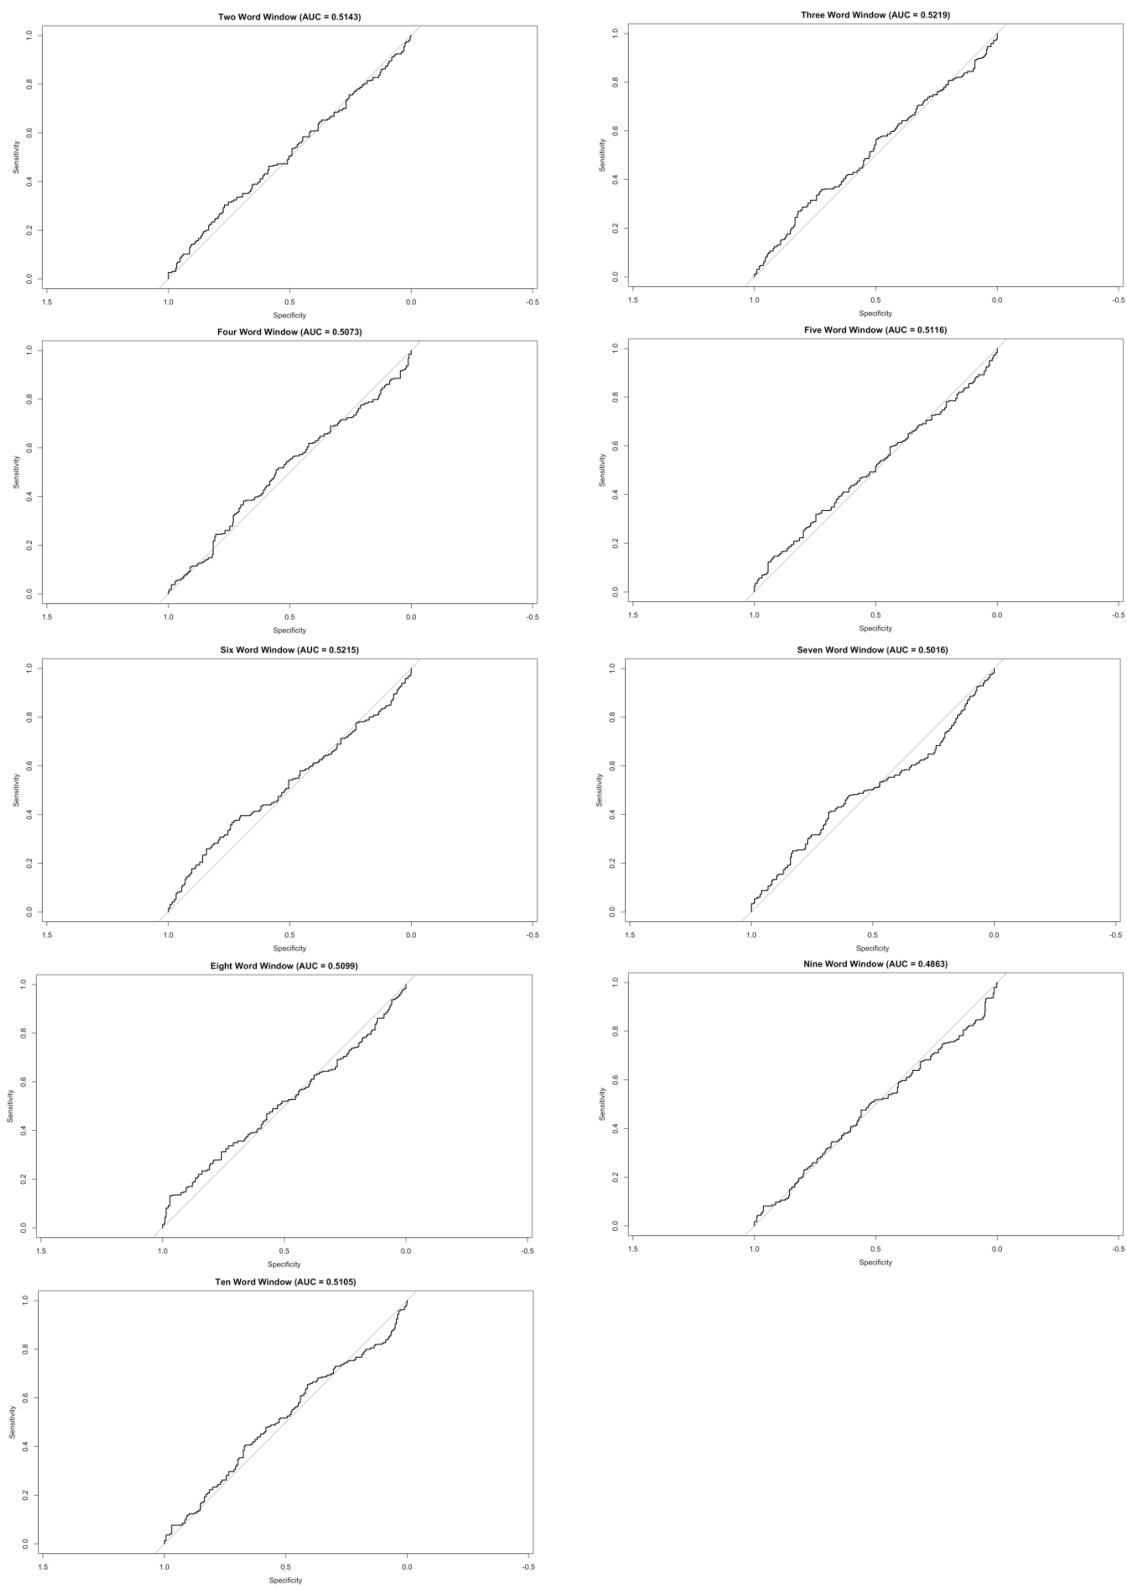 Two Word Window (AUC = 0.5143)
Sensitivity
0.0 0.2 0.4 0.6 0.8 1.0
1.5 1.0 0.5 0.0 -0.5
Specificity
Three Word Window (AUC = 0.5219)
Sensitivity
0.0 0.2 0.4 0.6 0.8 1.0
1.5 1.0 0.5 0.0 -0.5
Specificity
Four Word Window (AUC = 0.5073)
Sensitivity
0.0 0.2 0.4 0.6 0.8 1.0
1.5 1.0 0.5 0.0 -0.5
Specificity
Five Word Window (AUC = 0.5116)
Sensitivity
0.0 0.2 0.4 0.6 0.8 1.0
1.5 1.0 0.5 0.0 -0.5
Specificity
Six Word Window (AUC = 0.5215)
Sensitivity
0.0 0.2 0.4 0.6 0.8 1.0
1.5 1.0 0.5 0.0 -0.5
Specificity
Seven Word Window (AUC = 0.5016)
Sensitivity
0.0 0.2 0.4 0.6 0.8 1.0
1.5 1.0 0.5 0.0 -0.5
Specificity
Eight Word Window (AUC = 0.5099)
Sensitivity
0.0 0.2 0.4 0.6 0.8 1.0
1.5 1.0 0.5 0.0 -0.5
Specificity
Nine Word Window (AUC = 0.4863)
Sensitivity
0.0 0.2 0.4 0.6 0.8 1.0
1.5 1.0 0.5 0.0 -0.5
Specificity
Ten Word Window (AUC = 0.5105)
Sensitivity
0.0 0.2 0.4 0.6 0.8 1.0
1.5 1.0 0.5 0.0 -0.5
Specificity